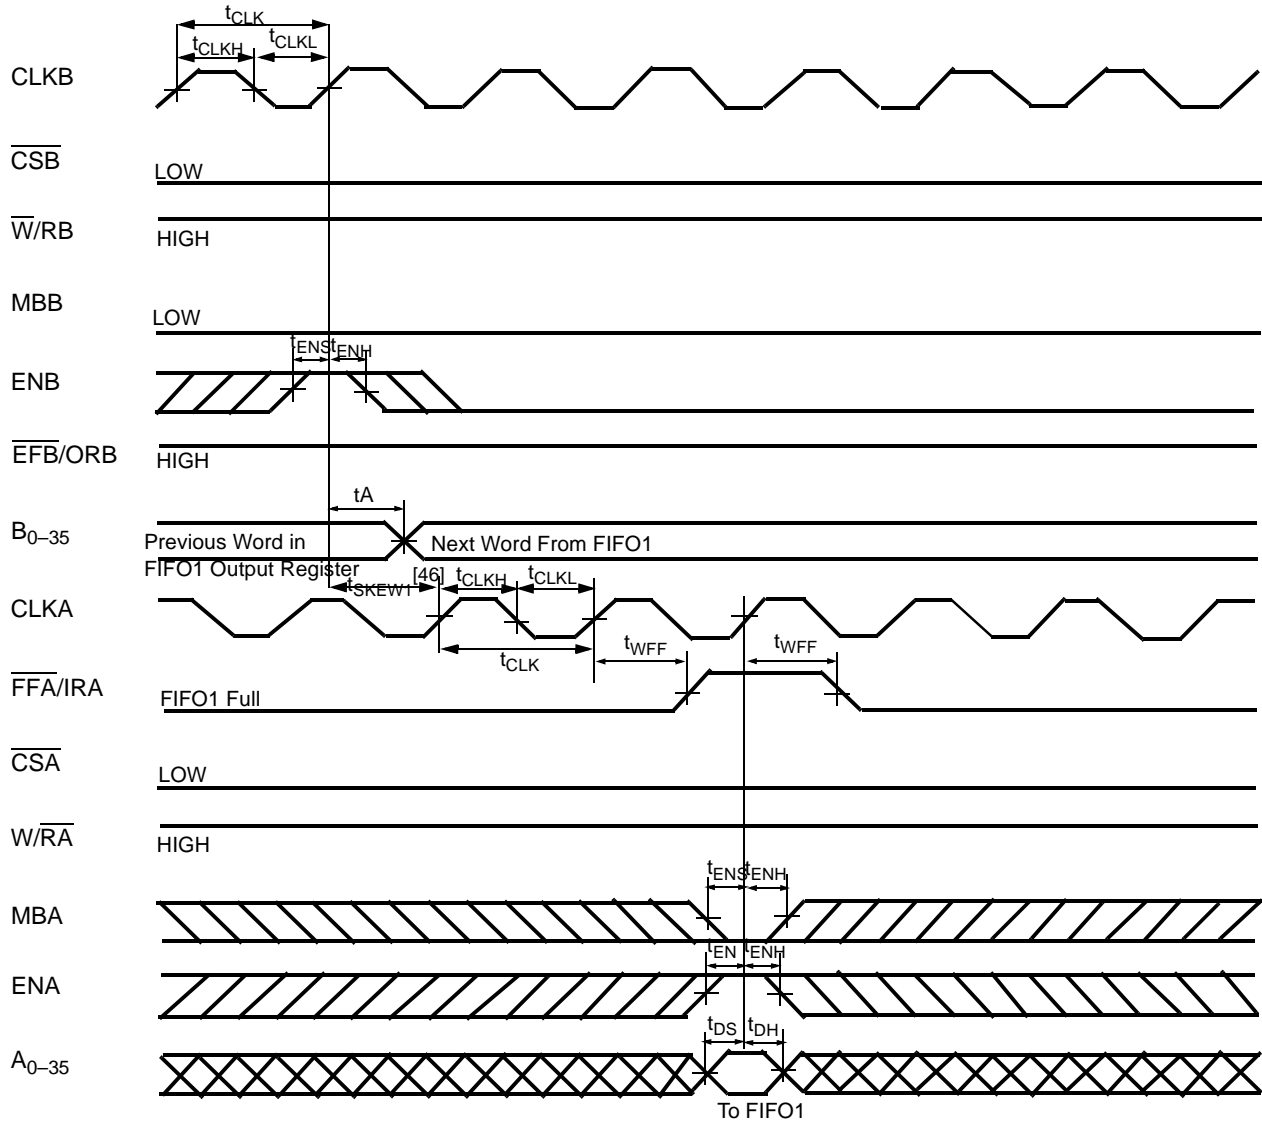 tCLK
tCLKH tCLKL
CLKB
CSB
LOW
W/RB
HIGH
MBB
LOW
tENS tENH
ENB
EFB/ORB HIGH
tA
B0–35
Previous Word in
FIFO1 Output Register
Next Word From FIFO1
tSKEW1 [46] tCLKH tCLKL
CLKA
tCLK
tWFF tWFF
FFA/IRA
FIFO1 Full
CSA
LOW
W/RA
HIGH
tENS tENH
MBA
tEN tENH
ENA
tDS tDH
A0–35
To FIFO1